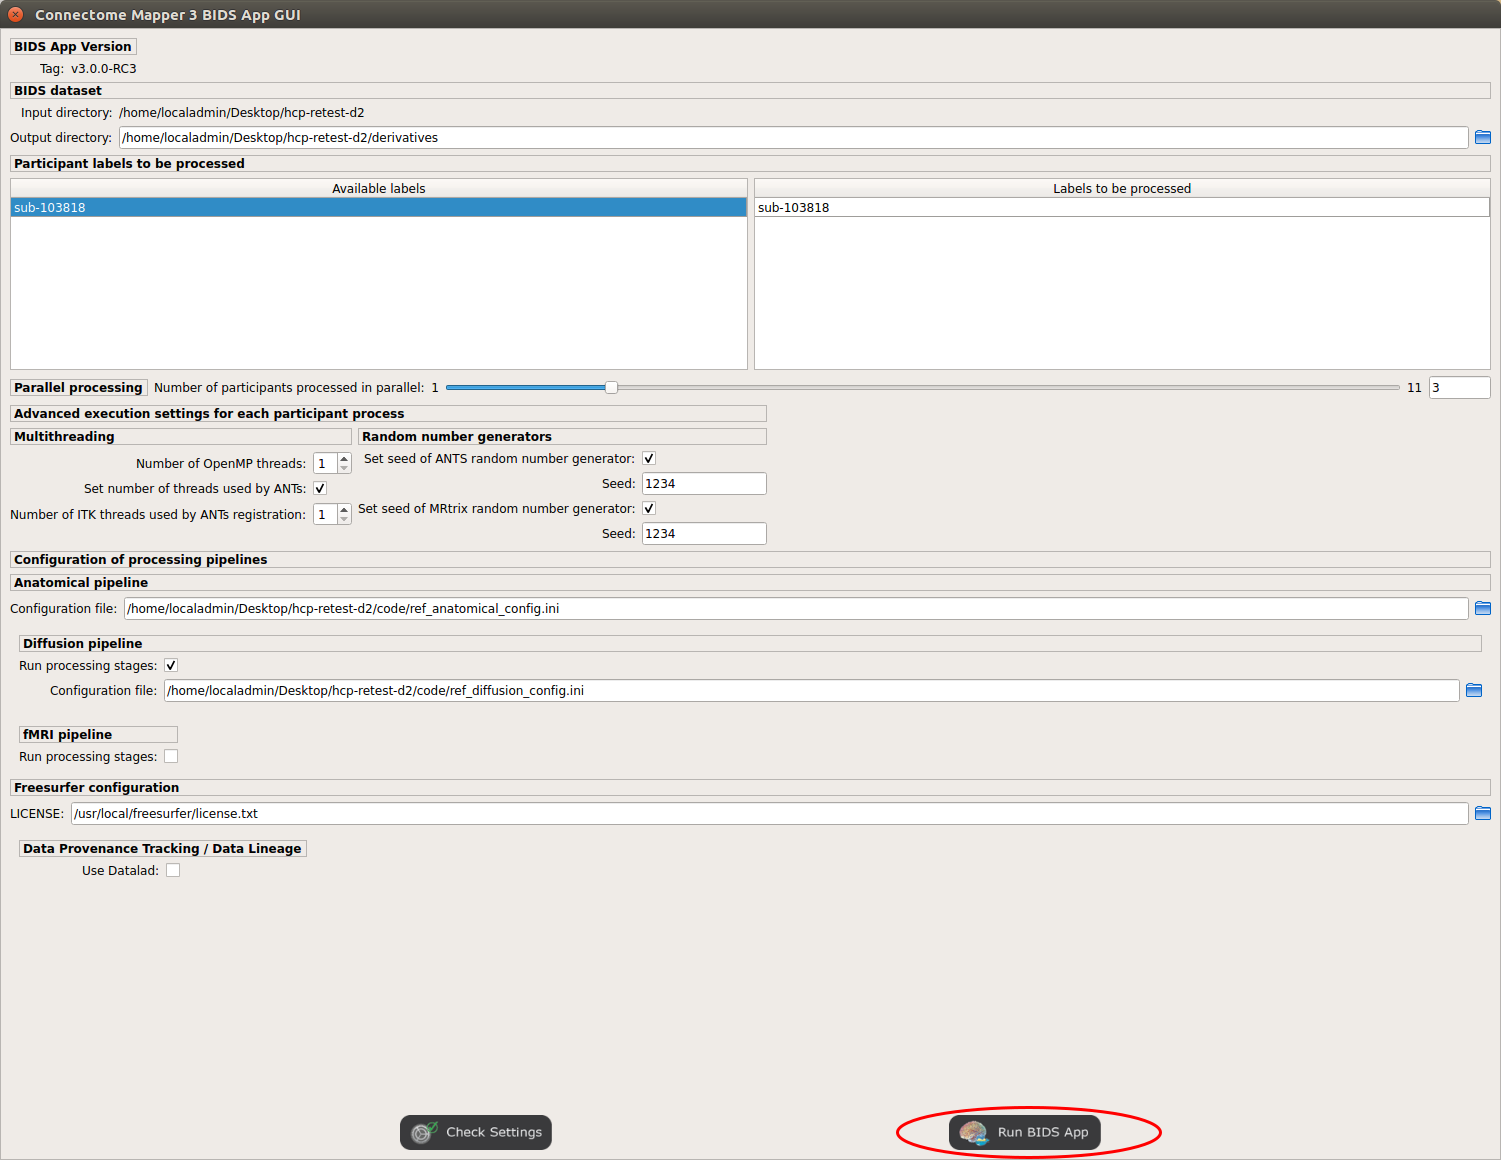 Connectome Mapper 3 BIDS App GUI
BIDS App Version
Tag: v3.0.0-RC3
BIDS dataset
Input directory: /home/localadmin/Desktop/hcp-retest-d2
Output directory: /home/localadmin/Desktop/hcp-retest-d2/derivatives
Participant labels to be processed
Available labels Labels to be processed
sub-103818 sub-103818
Parallel processing Number of participants processed in parallel: 1 11 3
Advanced execution settings for each participant process
Multithreading Random number generators
Number of OpenMP threads: 1 Set seed of ANTS random number generator:
Set number of threads used by ANTs: Seed: 1234
Number of ITK threads used by ANTs registration: 1 Set seed of MRtrix random number generator:
Seed: 1234
Configuration of processing pipelines
Anatomical pipeline
Configuration file: /home/localadmin/Desktop/hcp-retest-d2/code/ref_anatomical_config.ini
Diffusion pipeline
Run processing stages:
Configuration file: /home/localadmin/Desktop/hcp-retest-d2/code/ref_diffusion_config.ini
fMRI pipeline
Run processing stages:
Freesurfer configuration
LICENSE: /usr/local/freesurfer/license.txt
Data Provenance Tracking / Data Lineage
Use Datalad:
Check Settings Run BIDS App